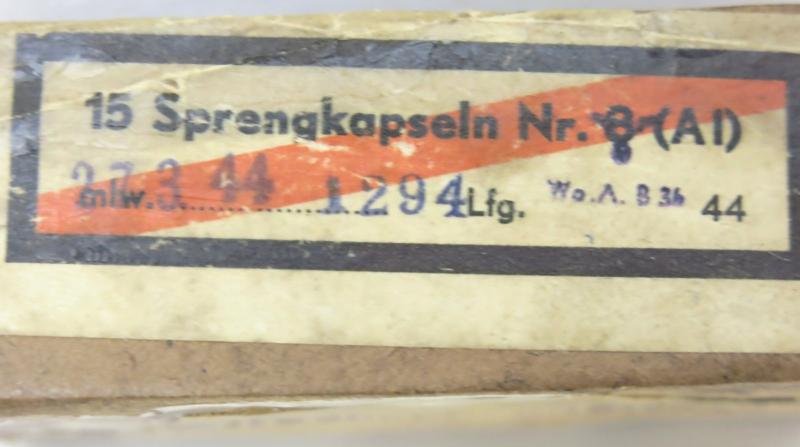 15 Sprengkapseln Nr. 8 (Al)
mlw. 27.3.44 1294 Lfg. Wa.A. B 36 44